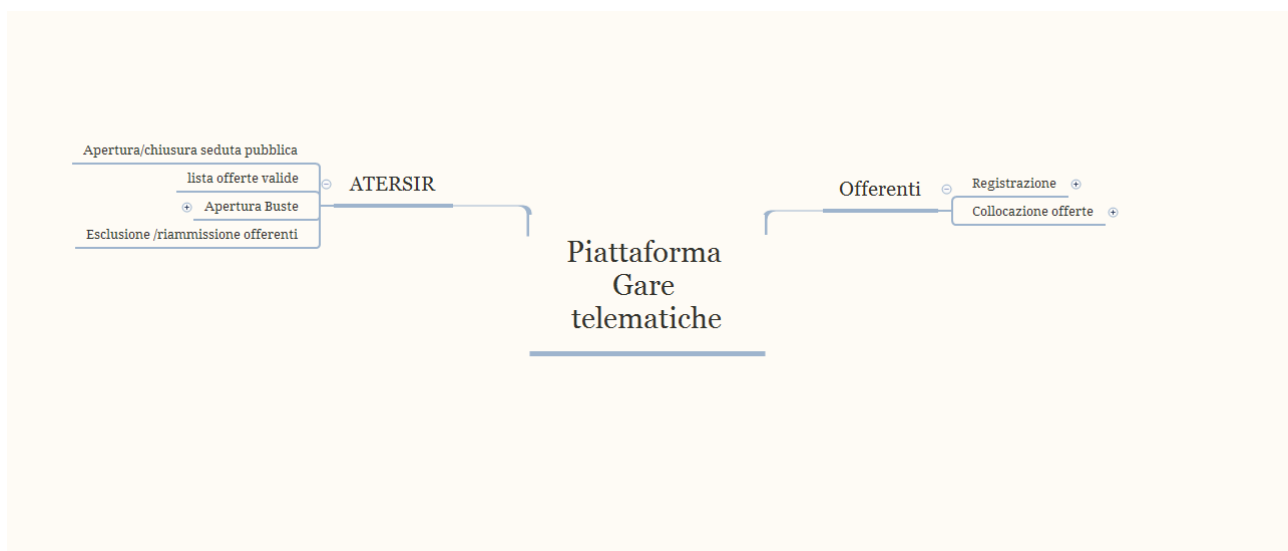 Apertura/chiusura seduta pubblica
lista offerte valide
Apertura Buste
Esclusione /riammissione offerenti
ATERSIR
Piattaforma
Gare
telematiche
Offerenti
Registrazione
Collocazione offerte